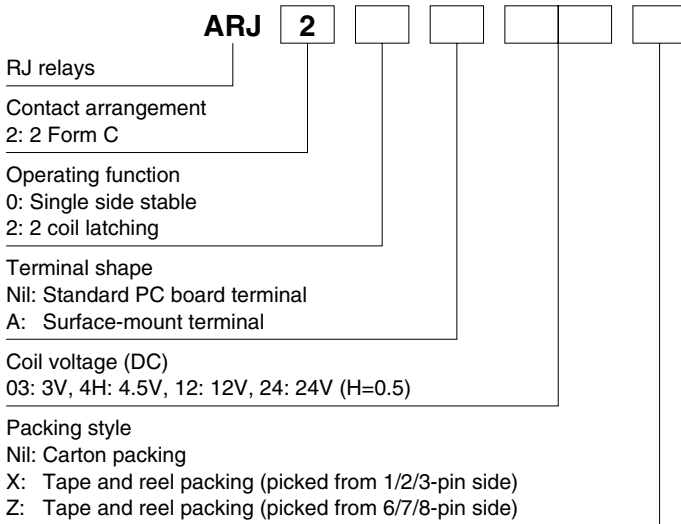 ARJ 2
RJ relays
Contact arrangement
2: 2 Form C
Operating function
0: Single side stable
2: 2 coil latching
Terminal shape
Nil: Standard PC board terminal
A: Surface-mount terminal
Coil voltage (DC)
03: 3V, 4H: 4.5V, 12: 12V, 24: 24V (H=0.5)
Packing style
Nil: Carton packing
X: Tape and reel packing (picked from 1/2/3-pin side)
Z: Tape and reel packing (picked from 6/7/8-pin side)